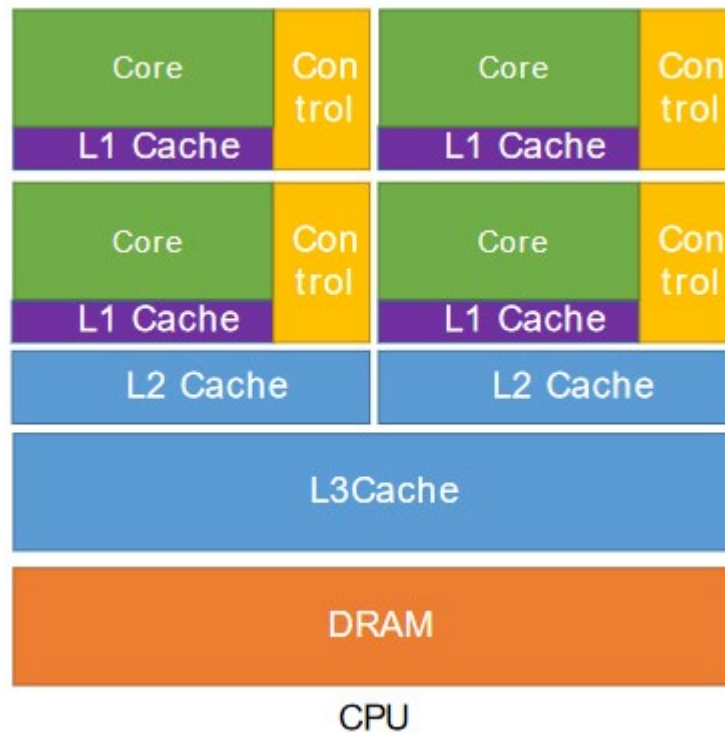 Core
Con
trol
L1 Cache
Core
Con
trol
L1 Cache
Core
Con
trol
L1 Cache
Core
Con
trol
L1 Cache
L2 Cache
L2 Cache
L3Cache
DRAM
CPU